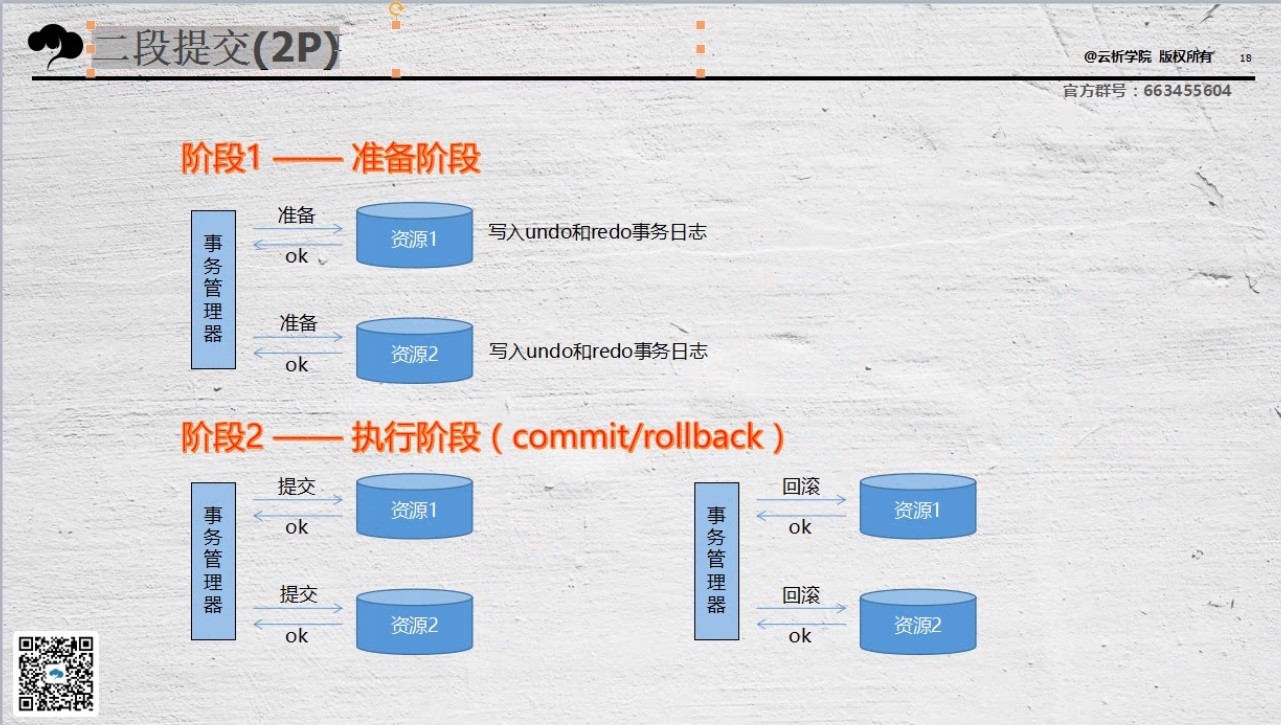 二段提交(2P)
@云析学院 版权所有
18
官方群号：663455604
阶段1 —— 准备阶段
事务管理器
准备
ok
资源1
写入undo和redo事务日志
准备
ok
资源2
写入undo和redo事务日志
阶段2 —— 执行阶段（commit/rollback）
事务管理器
提交
ok
资源1
提交
ok
资源2
事务管理器
回滚
ok
资源1
回滚
ok
资源2